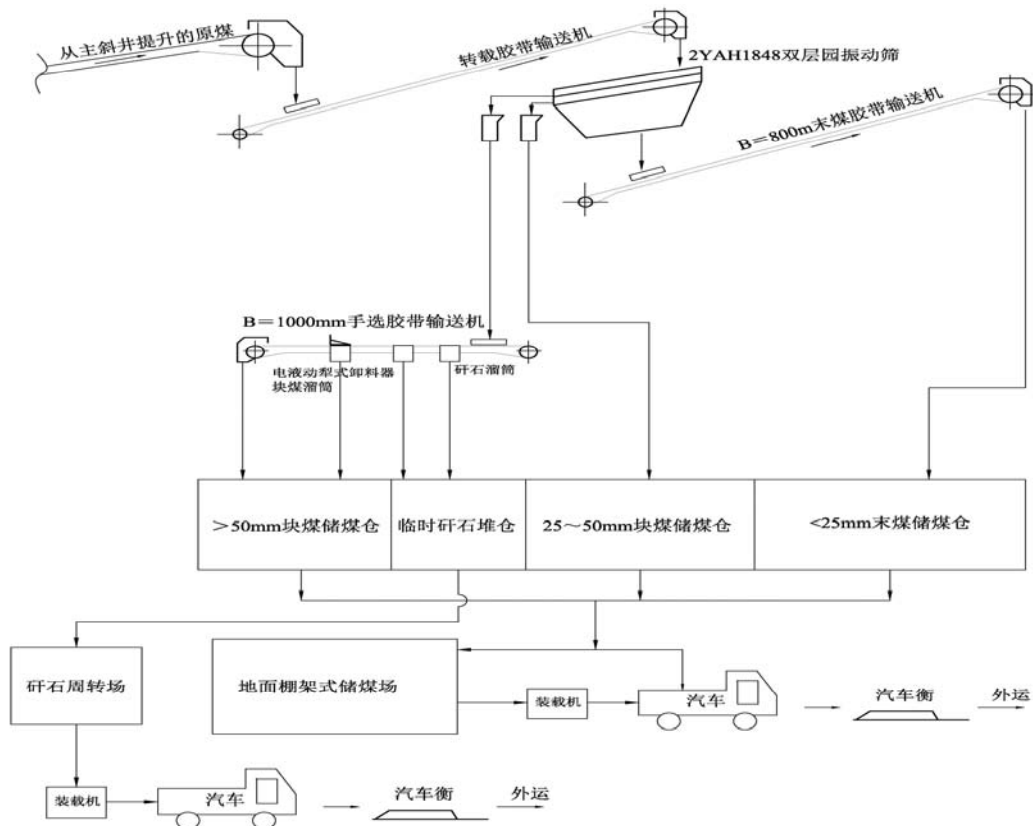 从主斜井提升的原煤
转载胶带输送机
2YAH1848双层园振动筛
B=800m末煤胶带输送机
B=1000mm手选胶带输送机
电液动犁式卸料器
块煤溜筒
矸石溜筒
>50mm块煤储煤仓
临时矸石堆仓
25～50mm块煤储煤仓
<25mm末煤储煤仓
矸石周转场
地面棚架式储煤场
装载机
汽车
汽车衡
外运
装载机
汽车
汽车衡
外运